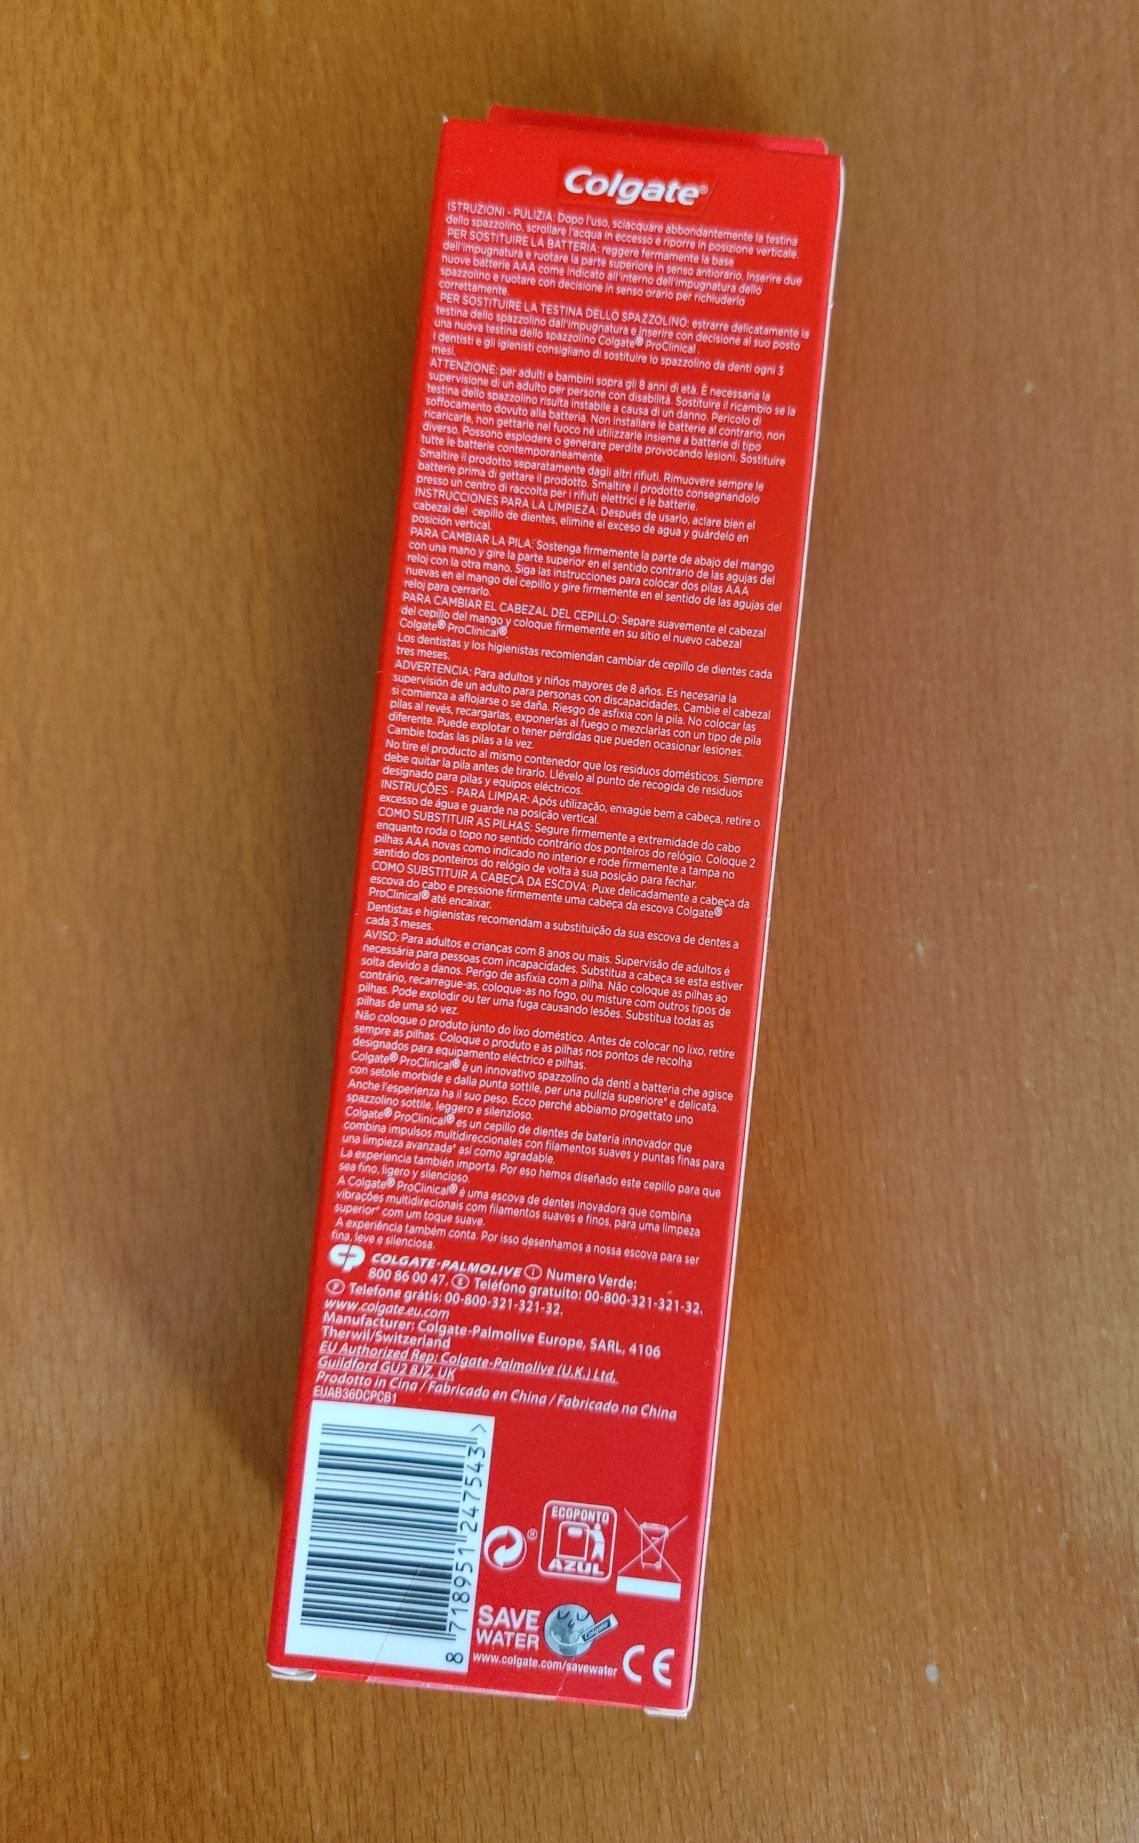 Colgate®
ISTRUZIONI - PULIZIA: Dopo l'uso, sciacquare abbondantemente la testina
dello spazzolino, scrollare l'acqua in eccesso e riporre in posizione verticale.
PER SOSTITUIRE LA BATTERIA: reggere fermamente la base
dell'impugnatura e ruotare la parte superiore in senso antiorario. Inserire due
nuove batterie AAA come indicato all'interno dell'impugnatura dello
spazzolino e ruotare con decisione in senso orario per richiuderlo
correttamente.
PER SOSTITUIRE LA TESTINA DELLO SPAZZOLINO: estrarre delicatamente la
testina dello spazzolino dall'impugnatura e inserire con decisione al suo posto
una nuova testina dello spazzolino Colgate® ProClinical.
I dentisti e gli Igienisti consigliano di sostituire lo spazzolino da denti ogni 3
mesi.
ATTENZIONE: per adulti e bambini sopra gli 8 anni di età. È necessaria la
supervisione di un adulto per persone con disabilità. Sostituire il ricambio se la
testina dello spazzolino risulta instabile a causa di un danno. Pericolo di
soffocamento dovuto alla batteria. Non installare le batterie al contrario, non
ricaricarle, non gettarle nel fuoco né utilizzarle insieme a batterie di tipo
diverso. Possono esplodere o generare perdite provocando lesioni. Sostituire
tutte le batterie contemporaneamente.
Smaltire il prodotto separatamente dagli altri rifiuti. Rimuovere sempre le
batterie prima di gettare il prodotto. Smaltire il prodotto consegnandolo
presso un centro di raccolta per i rifiuti elettrici e le batterie.
INSTRUCCIONES PARA LA LIMPIEZA: Después de usarlo, aclare bien el
cabezal del cepillo de dientes, elimine el exceso de agua y guárdelo en
posición vertical.
PARA CAMBIAR LA PILA: Sostenga firmemente la parte de abajo del mango
con una mano y gire la parte superior en el sentido contrario de las agujas del
reloj con la otra mano. Siga las instrucciones para colocar dos pilas AAA
nuevas en el mango del cepillo y gire firmemente en el sentido de las agujas del
reloj para cerrarlo.
PARA CAMBIAR EL CABEZAL DEL CEPILLO: Separe suavemente el cabezal
del cepillo del mango y coloque firmemente en su sitio el nuevo cabezal
Colgate® ProClinical®
Los dentistas y los higienistas recomiendan cambiar de cepillo de dientes cada
tres meses.
ADVERTENCIA: Para adultos y niños mayores de 8 años. Es necesaria la
supervisión de un adulto para personas con discapacidades. Cambie el cabezal
si comienza a aflojarse o se daña. Riesgo de asfixia con la pila. No colocar las
pilas al revés, recargarlas, exponerlas al fuego o mezclarlas con un tipo de pila
diferente. Puede explotar o tener pérdidas que pueden ocasionar lesiones.
Cambie todas las pilas a la vez.
No tire el producto al mismo contenedor que los residuos domésticos. Siempre
debe quitar la pila antes de tirarlo. Llévelo al punto de recogida de residuos
designado para pilas y equipos eléctricos.
INSTRUÇÕES - PARA LIMPAR: Após utilização, enxagúe bem a cabeça, retire o
excesso de água e guarde na posição vertical.
COMO SUBSTITUIR AS PILHAS: Segure firmemente a extremidade do cabo
enquanto roda o topo no sentido contrário dos ponteiros do relógio. Coloque 2
pilhas AAA novas como indicado no interior e rode firmemente a tampa no
sentido dos ponteiros do relógio de volta à sua posição para fechar.
COMO SUBSTITUIR A CABEÇA DA ESCOVA: Puxe delicadamente a cabeça da
escova do cabo e pressione firmemente uma cabeça da escova Colgate®
ProClinical® até encaixar.
Dentistas e higienistas recomendam a substituição da sua escova de dentes a
cada 3 meses.
AVISO: Para adultos e crianças com 8 anos ou mais. Supervisão de adultos é
necessária para pessoas com incapacidades. Substitua a cabeça se esta estiver
solta devido a danos. Perigo de asfixia com a pilha. Não coloque as pilhas ao
contrário, recarregue-as, coloque-as no fogo, ou misture com outros tipos de
pilhas. Pode explodir ou ter uma fuga causando lesões. Substitua todas as
pilhas de uma só vez.
Não coloque o produto junto do lixo doméstico. Antes de colocar no lixo, retire
sempre as pilhas. Coloque o produto e as pilhas nos pontos de recolha
designados para equipamento eléctrico e pilhas.
Colgate® ProClinical® è un innovativo spazzolino da denti a batteria che agisce
con setole morbide e dalla punta sottile, per una pulizia superiore* e delicata.
Anche l'esperienza ha il suo peso. Ecco perché abbiamo progettato uno
spazzolino sottile, leggero e silenzioso.
Colgate® ProClinical® es un cepillo de dientes de batería innovador que
combina impulsos multidireccionales con filamentos suaves y puntas finas para
una limpieza avanzada* así como agradable.
La experiencia también importa. Por eso hemos diseñado este cepillo para que
sea fino, ligero y silencioso.
A Colgate® ProClinical® é uma escova de dentes inovadora que combina
vibrações multidirecionais com filamentos suaves e finos, para uma limpeza
superior* com um toque suave.
A experiência também conta. Por isso desenhamos a nossa escova para ser
fina, leve e silenciosa.
CP COLGATE-PALMOLIVE I Numero Verde:
800 86 00 47. E Teléfono gratuito: 00-800-321-321-32.
P Telefone grátis: 00-800-321-321-32.
www.colgate.eu.com
Manufacturer: Colgate-Palmolive Europe, SARL, 4106
Therwil/Switzerland
EU Authorized Rep: Colgate-Palmolive (U.K.) Ltd.
Guildford GU2 8JZ, UK
Prodotto in Cina / Fabricado en China / Fabricado na China
EUAB36DCPCB1
8 718951 247543 >
®
ECOPONTO
AZUL
SAVE
WATER
Colgate
www.colgate.com/savewater
CE